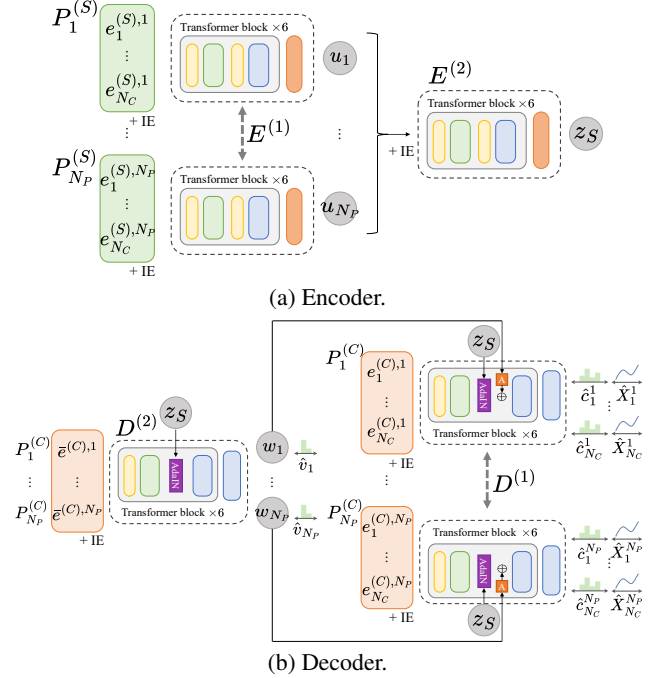 P_1^{(S)}
e_1^{(S),1}
⋮
e_{N_C}^{(S),1}
+ IE
Transformer block ×6
u_1
E^{(1)}
⋮
⋮
P_{N_P}^{(S)}
e_1^{(S),N_P}
⋮
e_{N_C}^{(S),N_P}
+ IE
Transformer block ×6
u_{N_P}
+ IE
E^{(2)}
Transformer block ×6
z_S
(a) Encoder.
P_1^{(C)}
⋮
P_{N_P}^{(C)}
ē^{(C),1}
⋮
ē^{(C),N_P}
+ IE
D^{(2)}
z_S
AdaIN
Transformer block ×6
w_1
v̂_1
⋮
w_{N_P}
v̂_{N_P}
P_1^{(C)}
e_1^{(C),1}
⋮
e_{N_C}^{(C),1}
+ IE
z_S
AdaIN
A
⊕
Transformer block ×6
ĉ_1^1 X̂_1^1
⋮
ĉ_{N_C}^1 X̂_{N_C}^1
D^{(1)}
P_{N_P}^{(C)}
e_1^{(C),N_P}
⋮
e_{N_C}^{(C),N_P}
+ IE
Transformer block ×6
AdaIN
⊕
A
z_S
ĉ_1^{N_P} X̂_1^{N_P}
⋮
ĉ_{N_C}^{N_P} X̂_{N_C}^{N_P}
(b) Decoder.